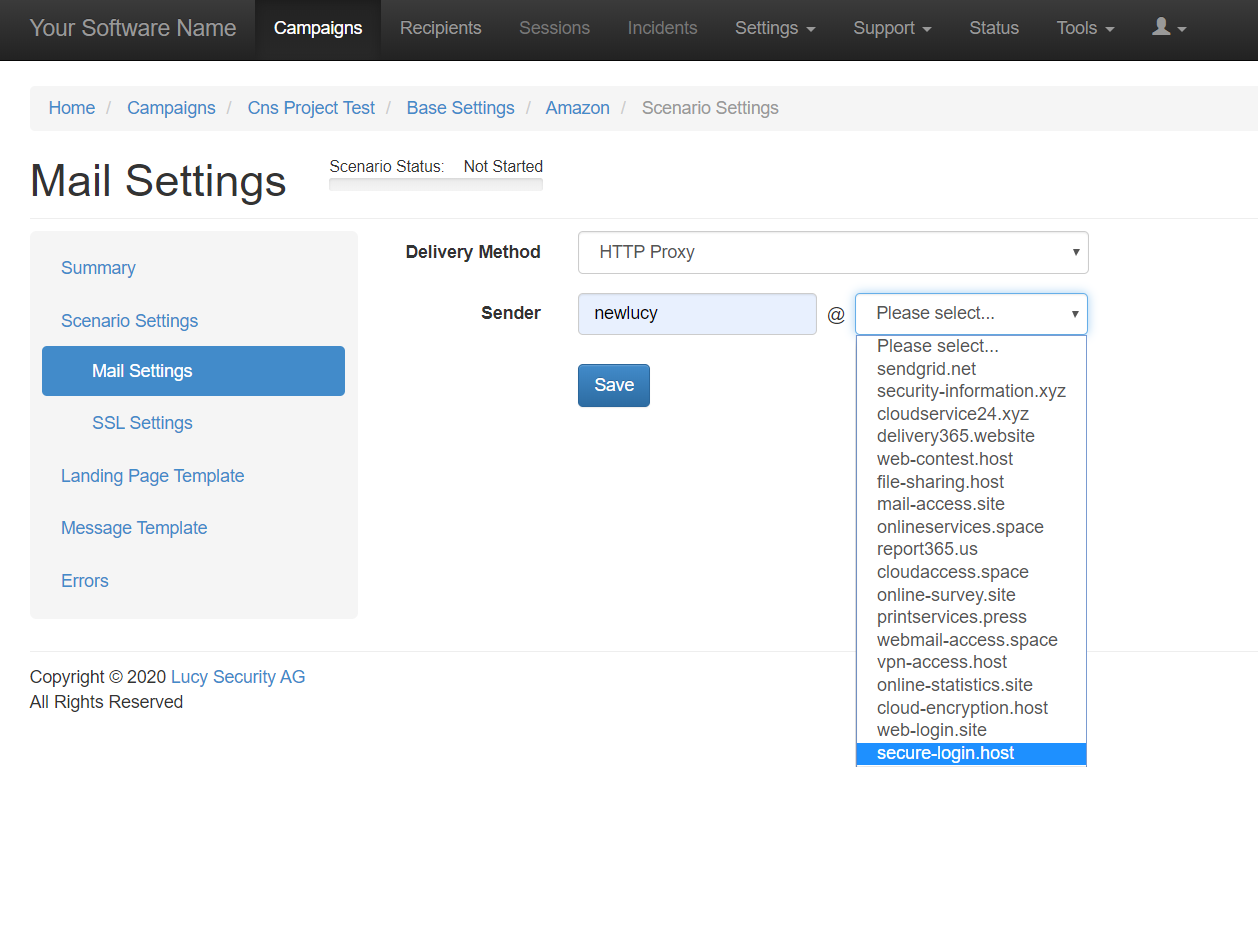 Your Software Name Campaigns Recipients Sessions Incidents Settings Support Status Tools
Home / Campaigns / Cns Project Test / Base Settings / Amazon / Scenario Settings
Mail Settings
Scenario Status: Not Started
Summary
Scenario Settings
Mail Settings
SSL Settings
Landing Page Template
Message Template
Errors
Delivery Method HTTP Proxy
Sender newlucy @ Please select...
Save
Please select...
sendgrid.net
security-information.xyz
cloudservice24.xyz
delivery365.website
web-contest.host
file-sharing.host
mail-access.site
onlineservices.space
report365.us
cloudaccess.space
online-survey.site
printservices.press
webmail-access.space
vpn-access.host
online-statistics.site
cloud-encryption.host
web-login.site
secure-login.host
Copyright © 2020 Lucy Security AG
All Rights Reserved